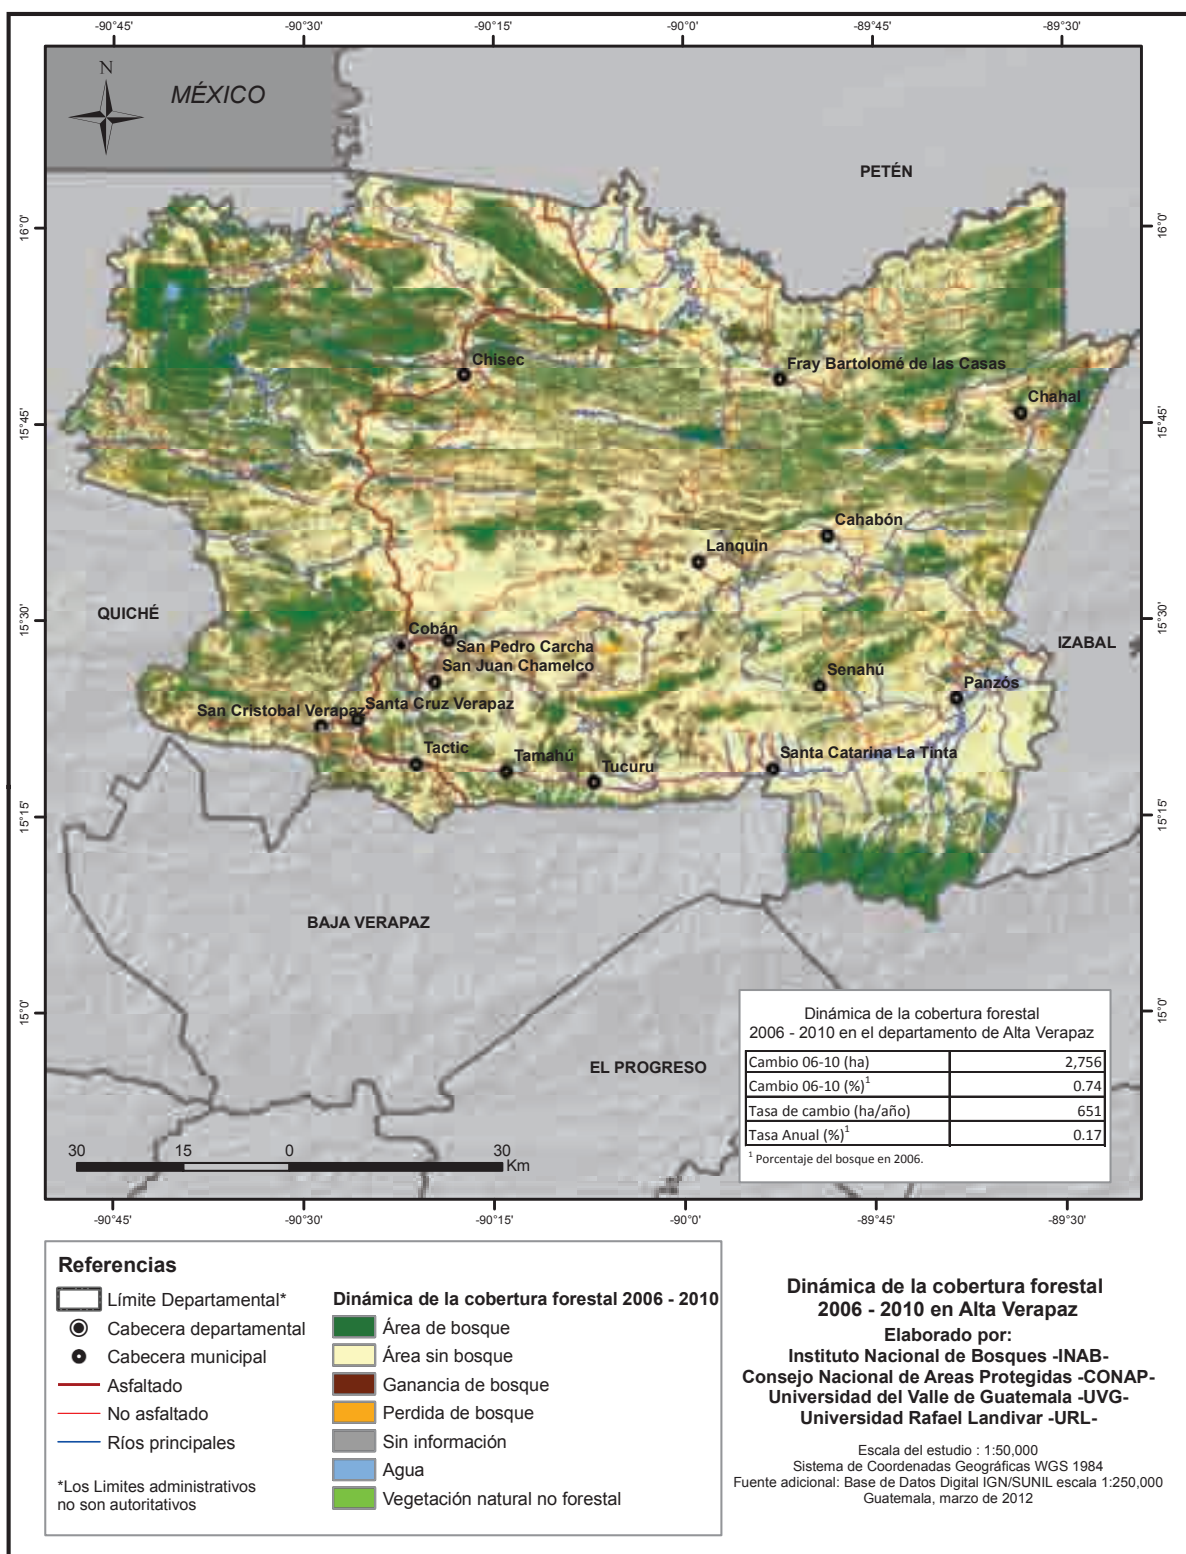 -90°45'
-90°30'
-90°15'
-90°0'
-89°45'
-89°30'
N
MÉXICO
PETÉN
16°0'
16°0'
Chisec
Fray Bartolomé de las Casas
Chahal
15°45'
15°45'
Cahabón
Lanquin
QUICHÉ
15°30'
15°30'
Cobán
San Pedro Carcha
San Juan Chamelco
IZABAL
Senahú
Panzós
San Cristobal Verapaz
Santa Cruz Verapaz
Tactic
Tamahú
Tucuru
Santa Catarina La Tinta
15°15'
15°15'
BAJA VERAPAZ
15°0'
15°0'
EL PROGRESO
Dinámica de la cobertura forestal
2006 - 2010 en el departamento de Alta Verapaz
Cambio 06-10 (ha) 2,756
Cambio 06-10 (%)1 0.74
Tasa de cambio (ha/año) 651
Tasa Anual (%)1 0.17
1 Porcentaje del bosque en 2006.
30 15 0 30
Km
-90°45'
-90°30'
-90°15'
-90°0'
-89°45'
-89°30'
Referencias
Límite Departamental*
Cabecera departamental
Cabecera municipal
Asfaltado
No asfaltado
Ríos principales
*Los Limites administrativos
no son autoritativos
Dinámica de la cobertura forestal 2006 - 2010
Área de bosque
Área sin bosque
Ganancia de bosque
Perdida de bosque
Sin información
Agua
Vegetación natural no forestal
Dinámica de la cobertura forestal
2006 - 2010 en Alta Verapaz
Elaborado por:
Instituto Nacional de Bosques -INAB-
Consejo Nacional de Areas Protegidas -CONAP-
Universidad del Valle de Guatemala -UVG-
Universidad Rafael Landivar -URL-
Escala del estudio : 1:50,000
Sistema de Coordenadas Geográficas WGS 1984
Fuente adicional: Base de Datos Digital IGN/SUNIL escala 1:250,000
Guatemala, marzo de 2012